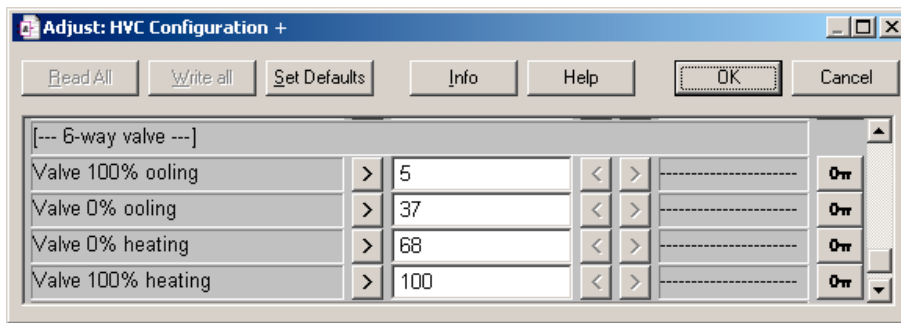 Adjust: HVC Configuration +
Read All Write all Set Defaults Info Help OK Cancel
[--- 6-way valve ---]
Valve 100% ooling > 5 < > ----------------------
Valve 0% ooling > 37 < > ----------------------
Valve 0% heating > 68 < > ----------------------
Valve 100% heating > 100 < > ----------------------